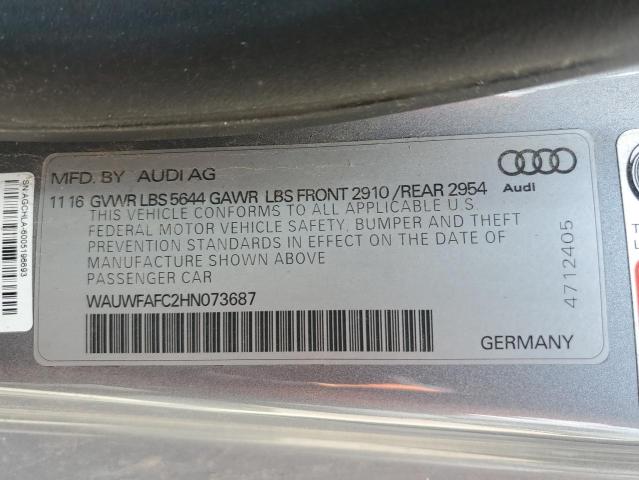 MFD. BY AUDI AG
11 16 GVWR LBS 5644 GAWR LBS FRONT 2910 / REAR 2954
THIS VEHICLE CONFORMS TO ALL APPLICABLE U.S.
FEDERAL MOTOR VEHICLE SAFETY, BUMPER AND THEFT
PREVENTION STANDARDS IN EFFECT ON THE DATE OF
MANUFACTURE SHOWN ABOVE
PASSENGER CAR
WAUWFAFC2HN073687
GERMANY
Audi
4712405